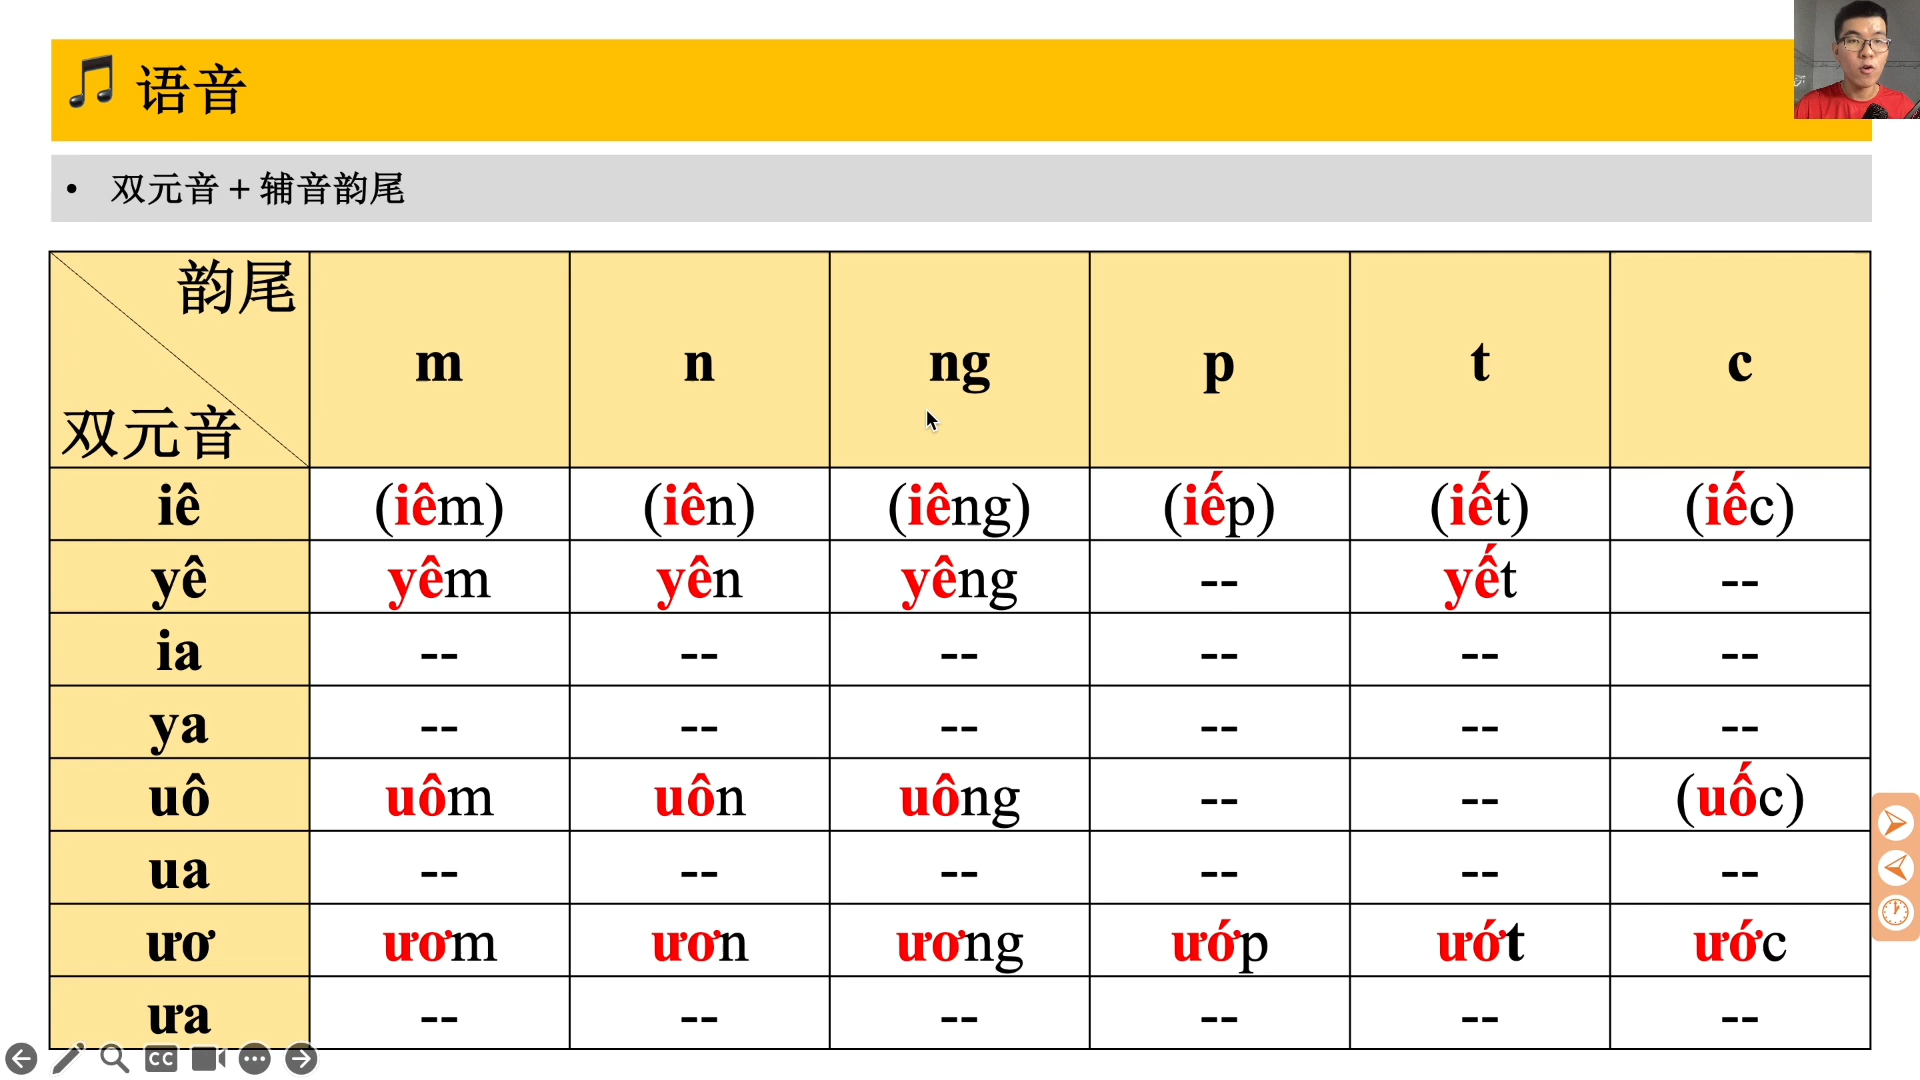 语音
• 双元音 + 辅音韵尾
韵尾
双元音
m n ng p t c
iê (iêm) (iên) (iêng) (iếp) (iết) (iếc)
yê yêm yên yêng -- yết --
ia -- -- -- -- -- --
ya -- -- -- -- -- --
uô uôm uôn uông -- -- (uốc)
ua -- -- -- -- -- --
ươ ươm ươn ương ướp ướt ước
ưa -- -- -- -- -- --
CC